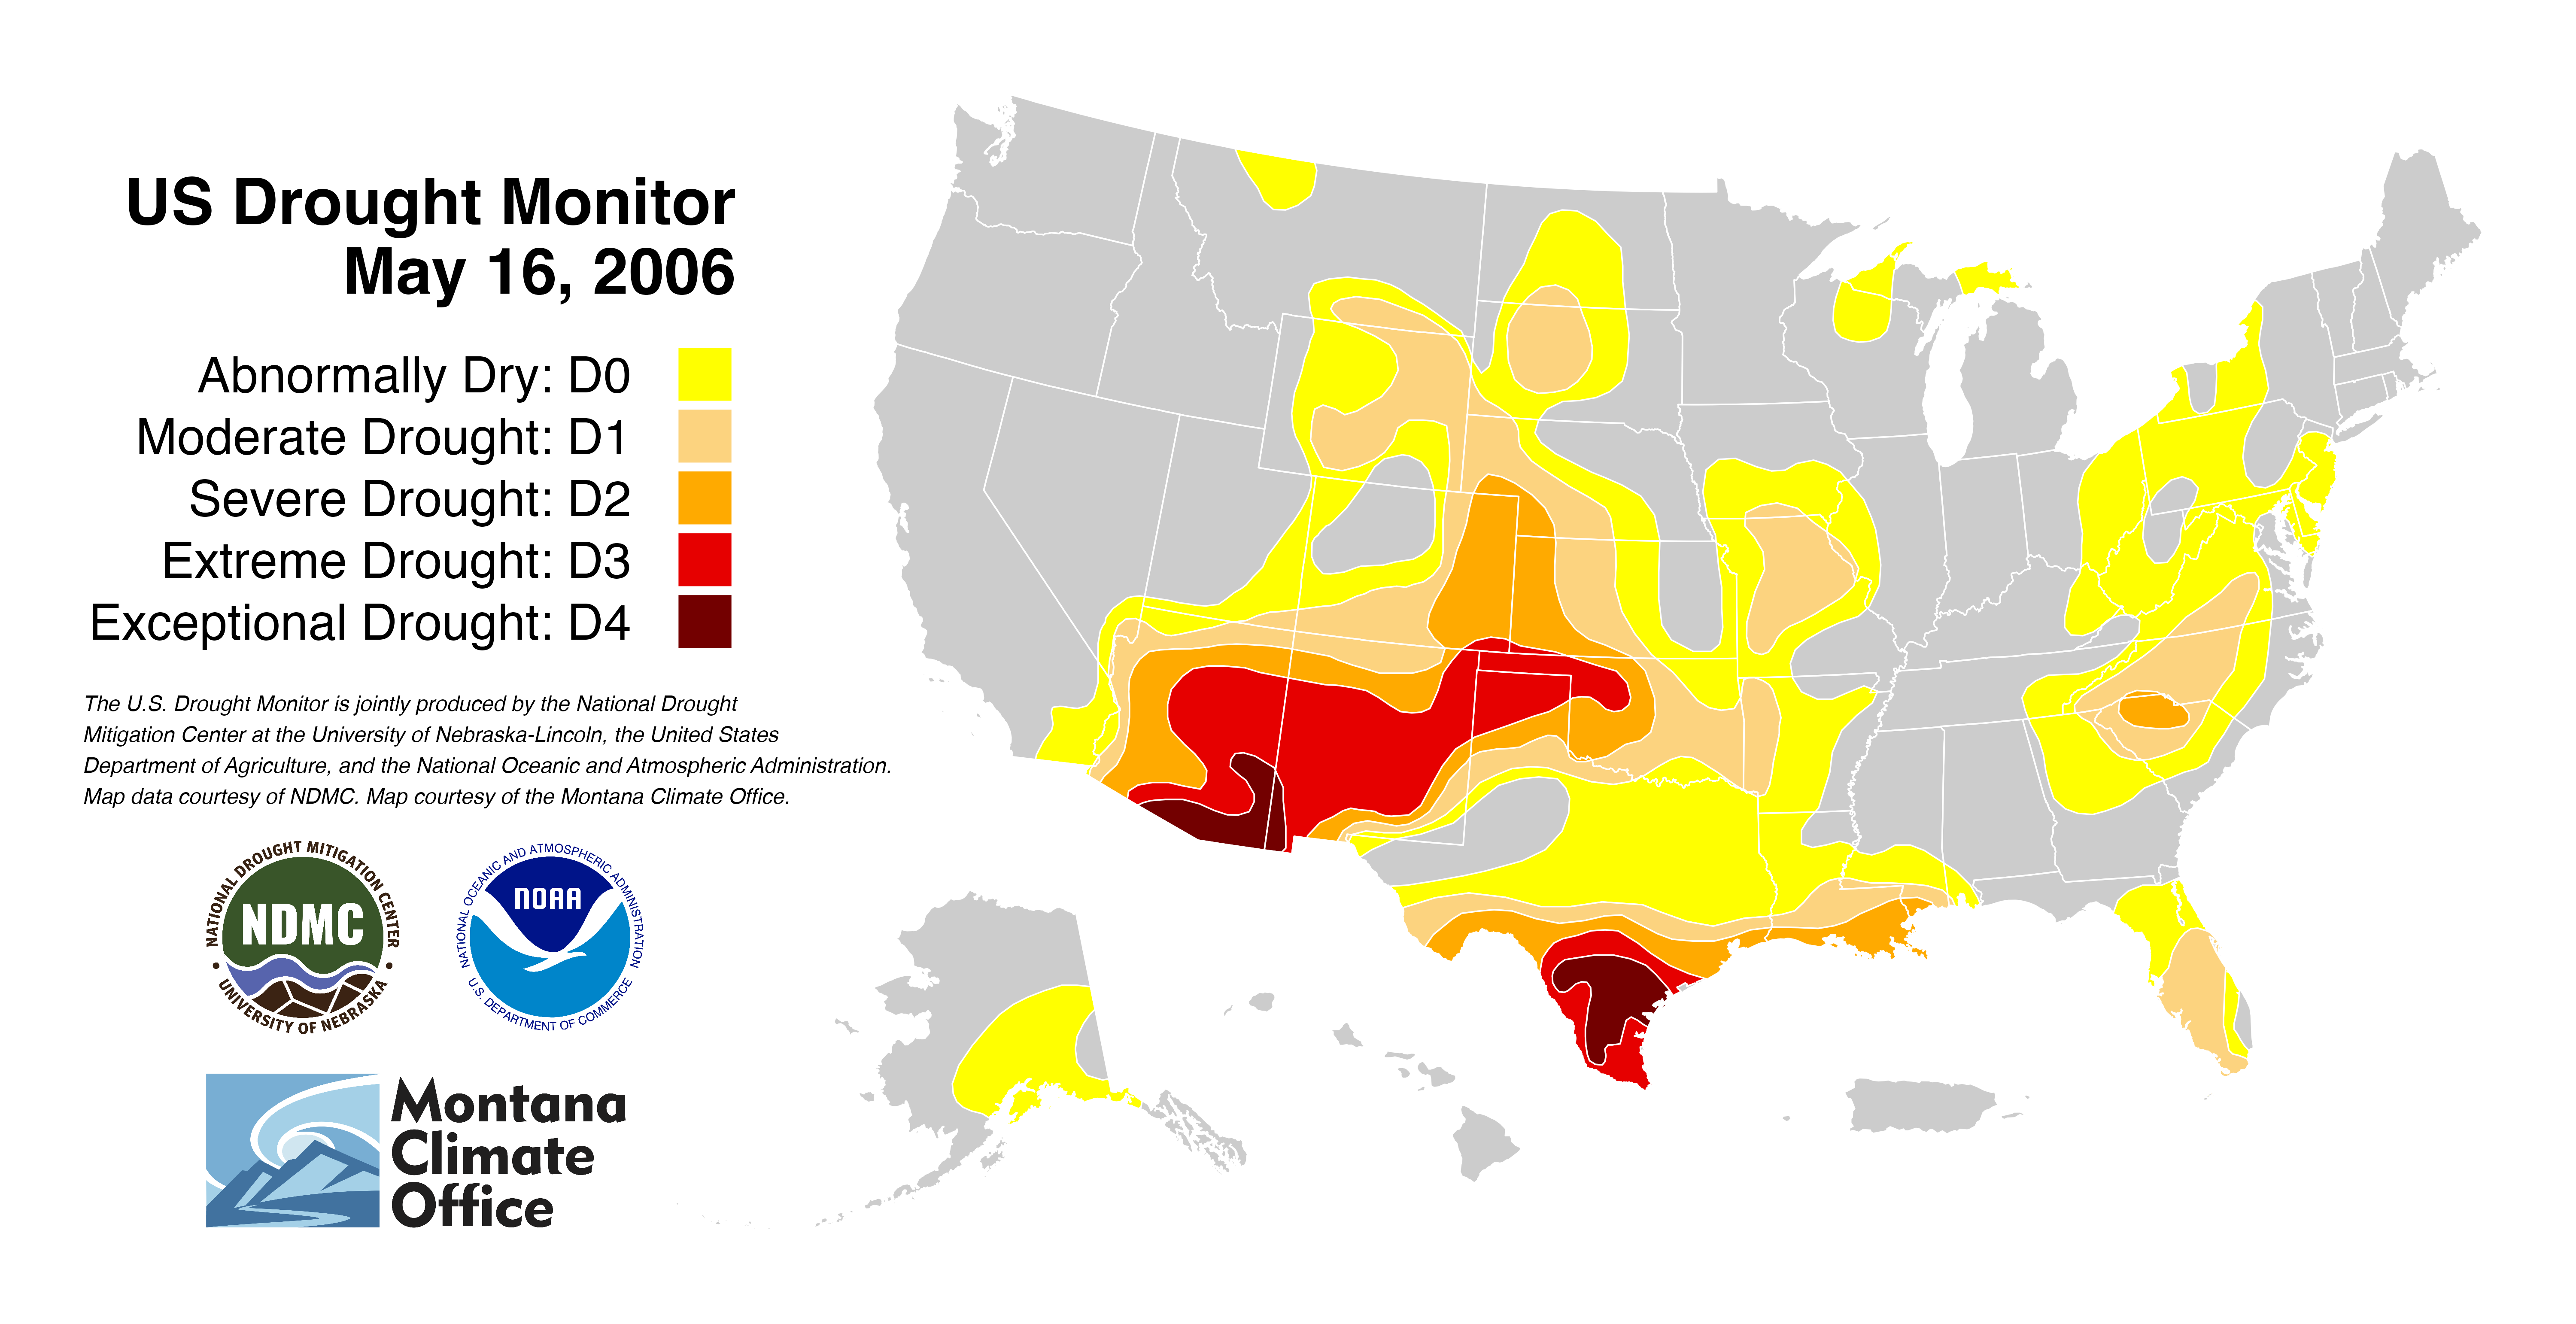 US Drought Monitor
May 16, 2006
Abnormally Dry: D0
Moderate Drought: D1
Severe Drought: D2
Extreme Drought: D3
Exceptional Drought: D4
The U.S. Drought Monitor is jointly produced by the National Drought
Mitigation Center at the University of Nebraska-Lincoln, the United States
Department of Agriculture, and the National Oceanic and Atmospheric Administration.
Map data courtesy of NDMC. Map courtesy of the Montana Climate Office.
NATIONAL DROUGHT MITIGATION CENTER
NDMC
UNIVERSITY OF NEBRASKA
NATIONAL OCEANIC AND ATMOSPHERIC ADMINISTRATION
NOAA
U.S. DEPARTMENT OF COMMERCE
Montana
Climate
Office